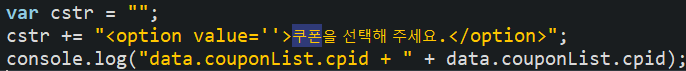 var cstr = "";
cstr += "<option value=''>쿠폰을 선택해 주세요.</option>";
console.log("data.couponList.cpid + " + data.couponList.cpid);